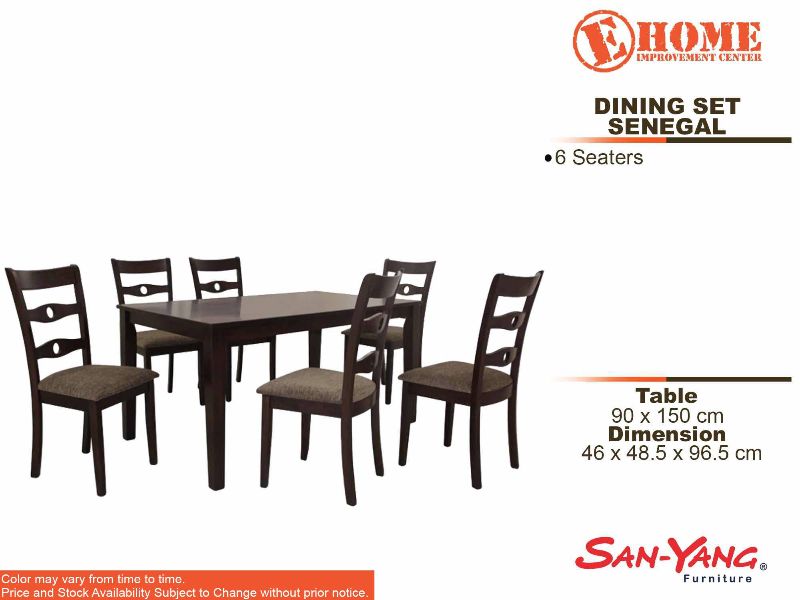 E HOME
IMPROVEMENT CENTER
DINING SET
SENEGAL
•6 Seaters
Table
90 x 150 cm
Dimension
46 x 48.5 x 96.5 cm
SAN-YANG®
Furniture
Color may vary from time to time.
Price and Stock Availability Subject to Change without prior notice.